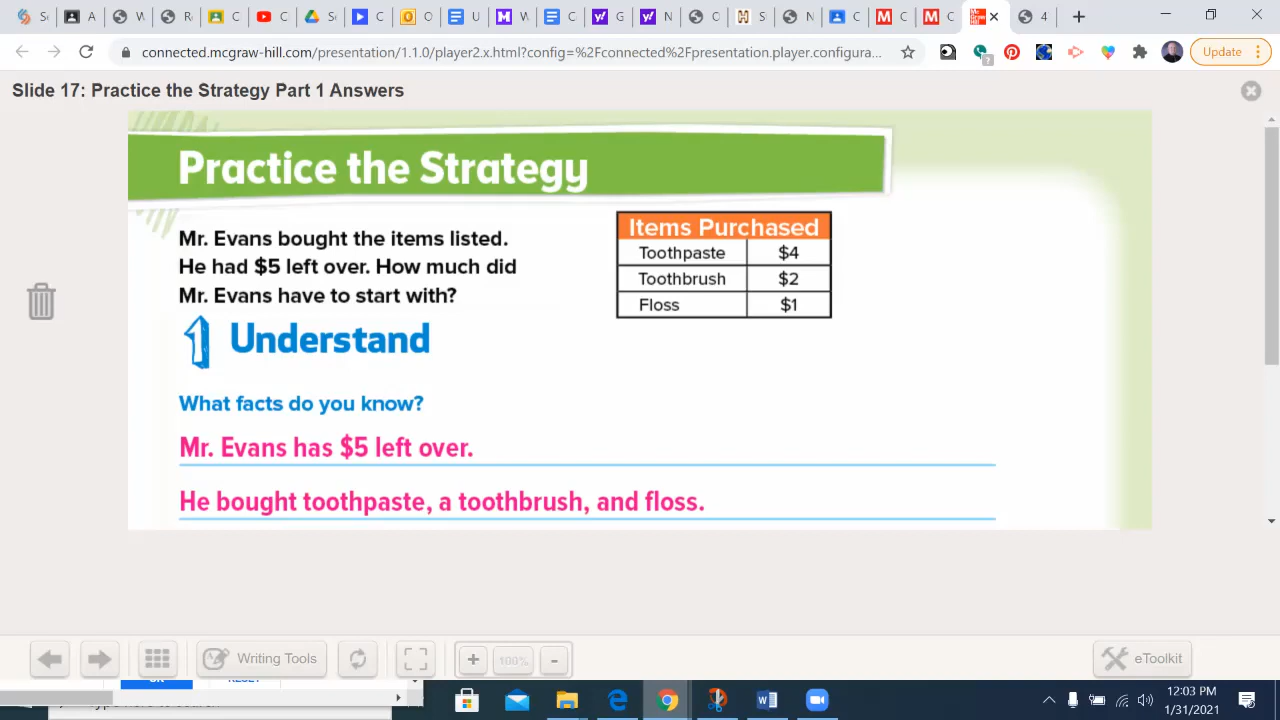 S
A
C
W
R
C
C
S
C
O
U
W
C
G
N
C
S
N
C
C
C
4
connected.mcgraw-hill.com/presentation/1.1.0/player2.x.html?config=%2Fconnected%2Fpresentation.player.configura...
Update
Slide 17: Practice the Strategy Part 1 Answers
Practice the Strategy
Mr. Evans bought the items listed.
He had $5 left over. How much did
Mr. Evans have to start with?
Items Purchased
Toothpaste $4
Toothbrush $2
Floss $1
1 Understand
What facts do you know?
Mr. Evans has $5 left over.
He bought toothpaste, a toothbrush, and floss.
Writing Tools
+ 100% -
eToolkit
12:03 PM
1/31/2021